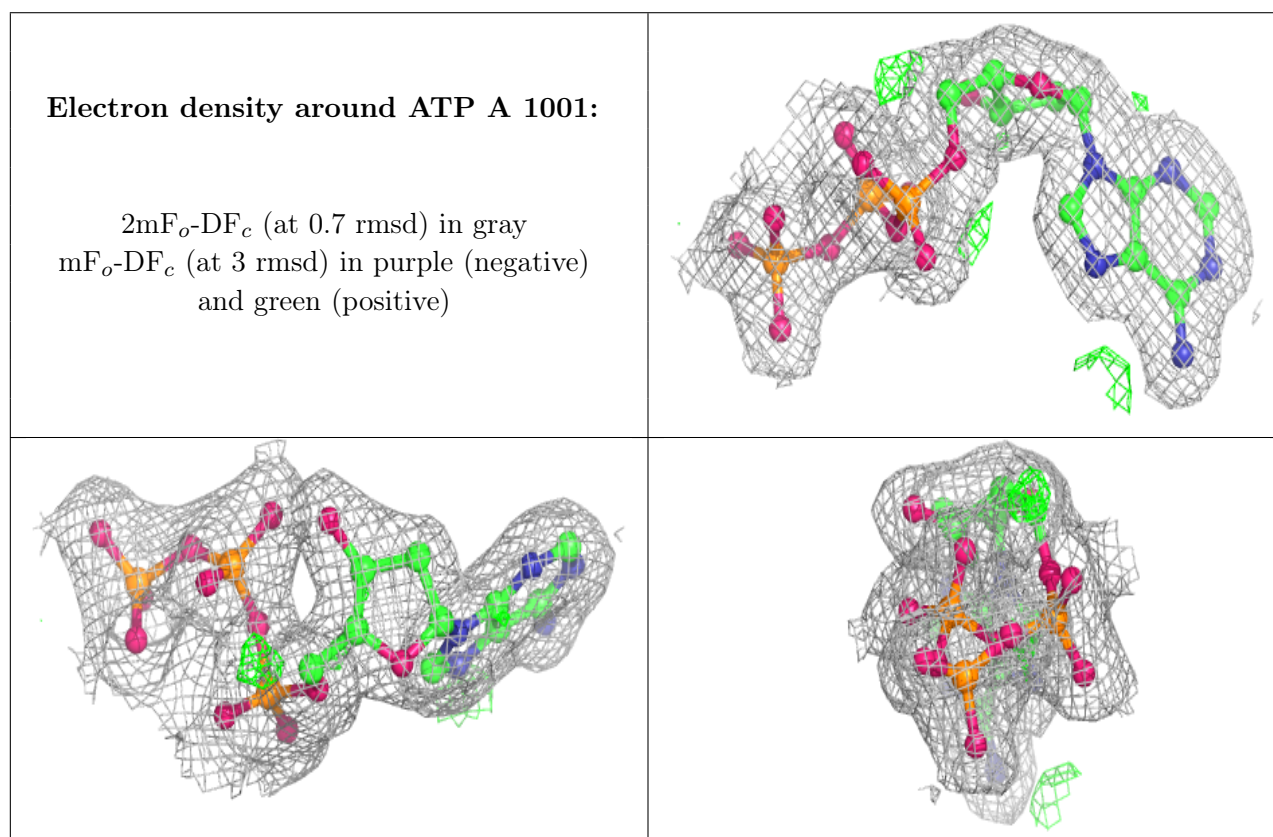 Electron density around ATP A 1001:
2mFo-DFc (at 0.7 rmsd) in gray
mFo-DFc (at 3 rmsd) in purple (negative)
and green (positive)